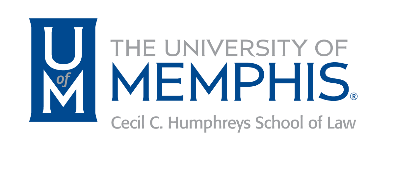 U
of
M
THE UNIVERSITY OF
MEMPHIS®
Cecil C. Humphreys School of Law